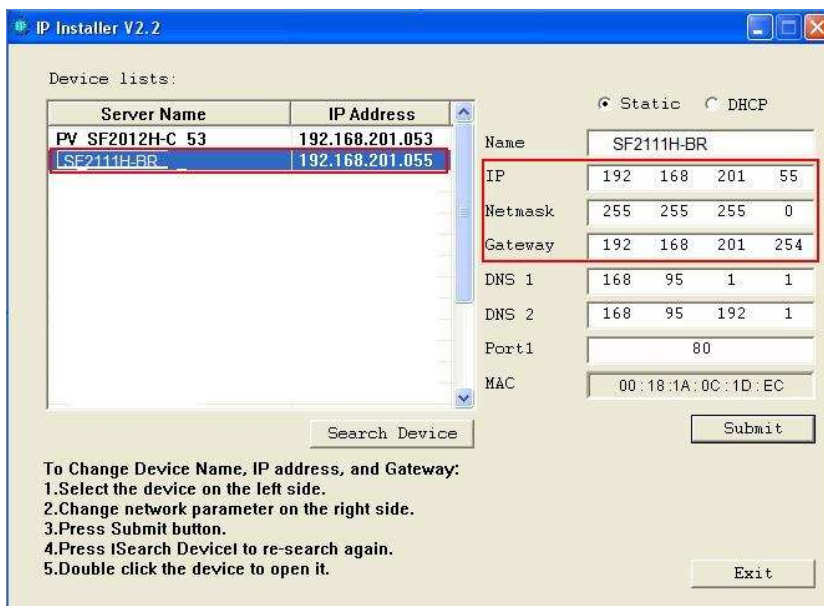 IP Installer V2.2
Device lists:
Server Name IP Address
PV SF2012H-C 53 192.168.201.053
SF2111H-BR 192.168.201.055
Static DHCP
Name SF2111H-BR
IP 192 168 201 55
Netmask 255 255 255 0
Gateway 192 168 201 254
DNS 1 168 95 1 1
DNS 2 168 95 192 1
Port1 80
MAC 00:18:1A:0C:1D:EC
Search Device
Submit
To Change Device Name, IP address, and Gateway:
1.Select the device on the left side.
2.Change network parameter on the right side.
3.Press Submit button.
4.Press |Search Device| to re-search again.
5.Double click the device to open it.
Exit